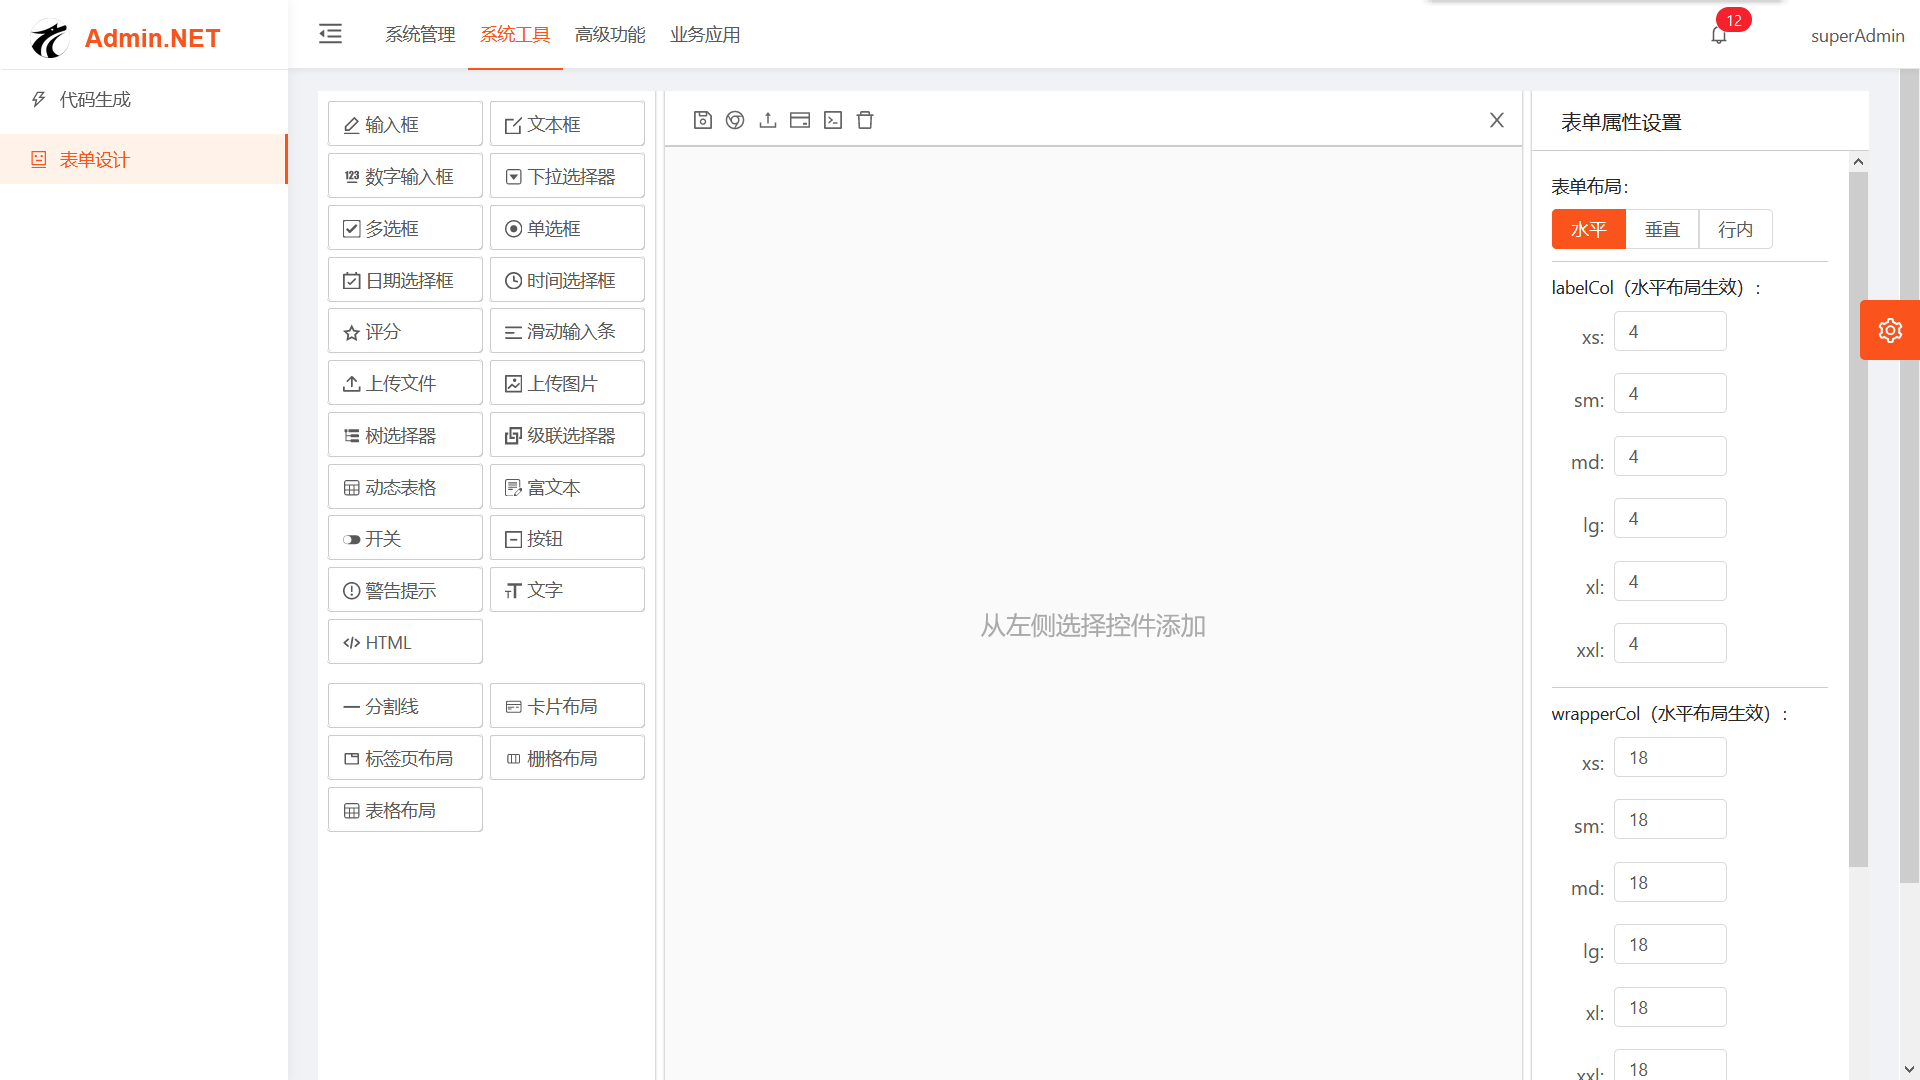 Admin.NET
系统管理
系统工具
高级功能
业务应用
12
superAdmin
代码生成
表单设计
输入框
文本框
123 数字输入框
下拉选择器
多选框
单选框
日期选择框
时间选择框
评分
滑动输入条
上传文件
上传图片
树选择器
级联选择器
动态表格
富文本
开关
按钮
警告提示
文字
HTML
分割线
卡片布局
标签页布局
栅格布局
表格布局
从左侧选择控件添加
表单属性设置
表单布局:
水平
垂直
行内
labelCol（水平布局生效）:
xs: 4
sm: 4
md: 4
lg: 4
xl: 4
xxl: 4
wrapperCol（水平布局生效）:
xs: 18
sm: 18
md: 18
lg: 18
xl: 18
xxl: 18